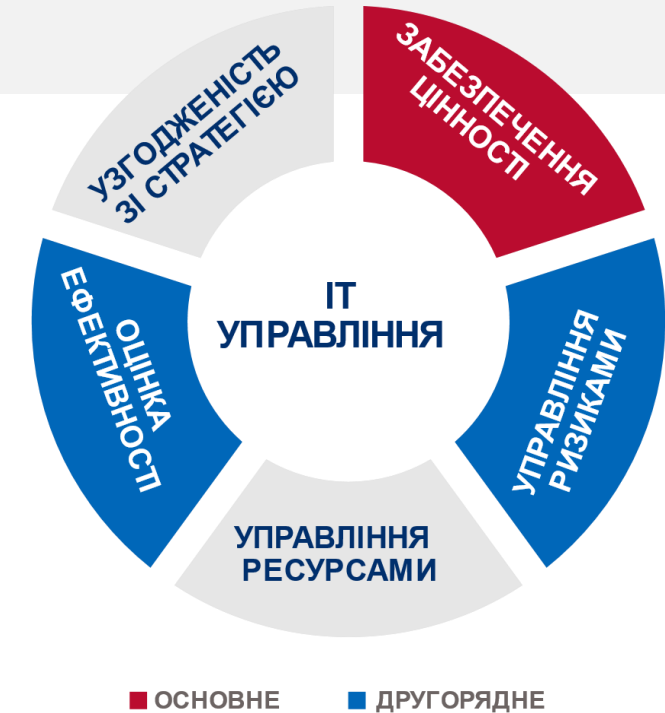 УЗГОДЖЕНІСТЬ
ЗІ СТРАТЕГІЄЮ
ЗАБЕЗПЕЧЕННЯ
ЦІННОСТІ
ІТ
УПРАВЛІННЯ
ОЦІНКА
ЕФЕКТИВНОСТІ
УПРАВЛІННЯ
РИЗИКАМИ
УПРАВЛІННЯ
РЕСУРСАМИ
ОСНОВНЕ
ДРУГОРЯДНЕ